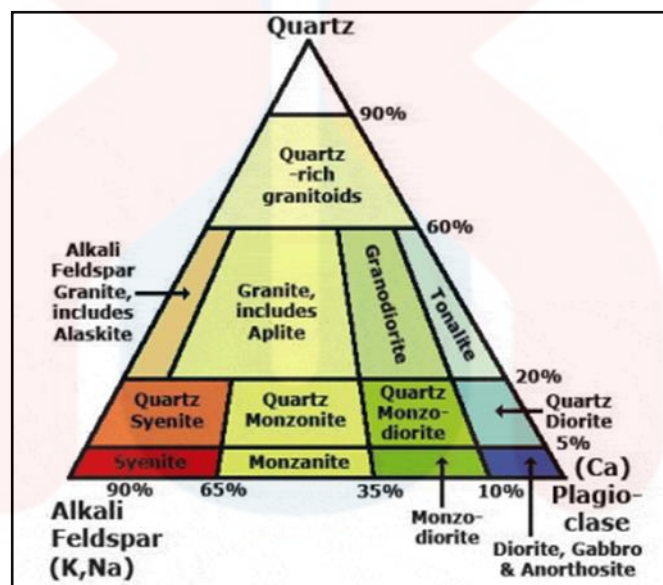 Quartz
90%
Quartz
-rich
granitoids
60%
Alkali
Feldspar
Granite,
includes
Alaskite
Granite,
includes
Aplite
Granodiorite
Tonalite
20%
Quartz
Syenite
Quartz
Monzonite
Quartz
Monzo-
diorite
Quartz
Diorite
5%
Syenite
Monzanite
(Ca)
90%
65%
35%
10%
Plagio-
clase
Alkali
Feldspar
(K,Na)
Monzo-
diorite
Diorite, Gabbro
& Anorthosite